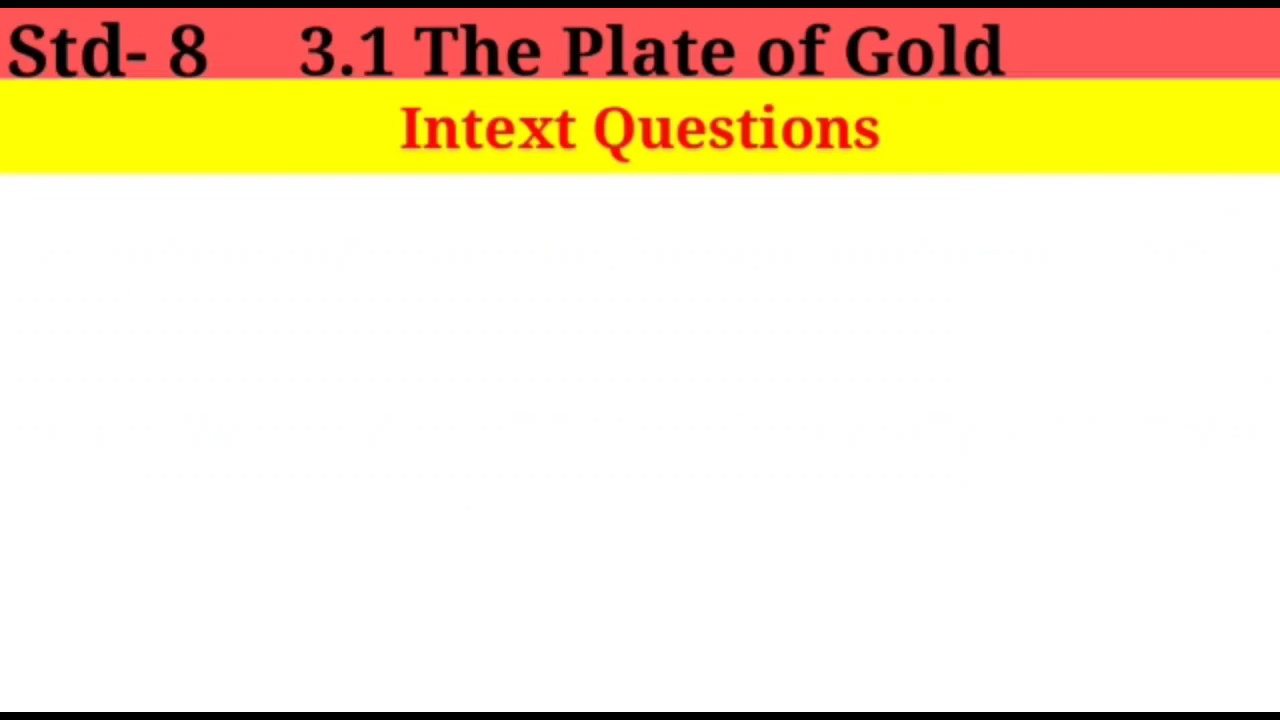 Std- 8 3.1 The Plate of Gold
Intext Questions